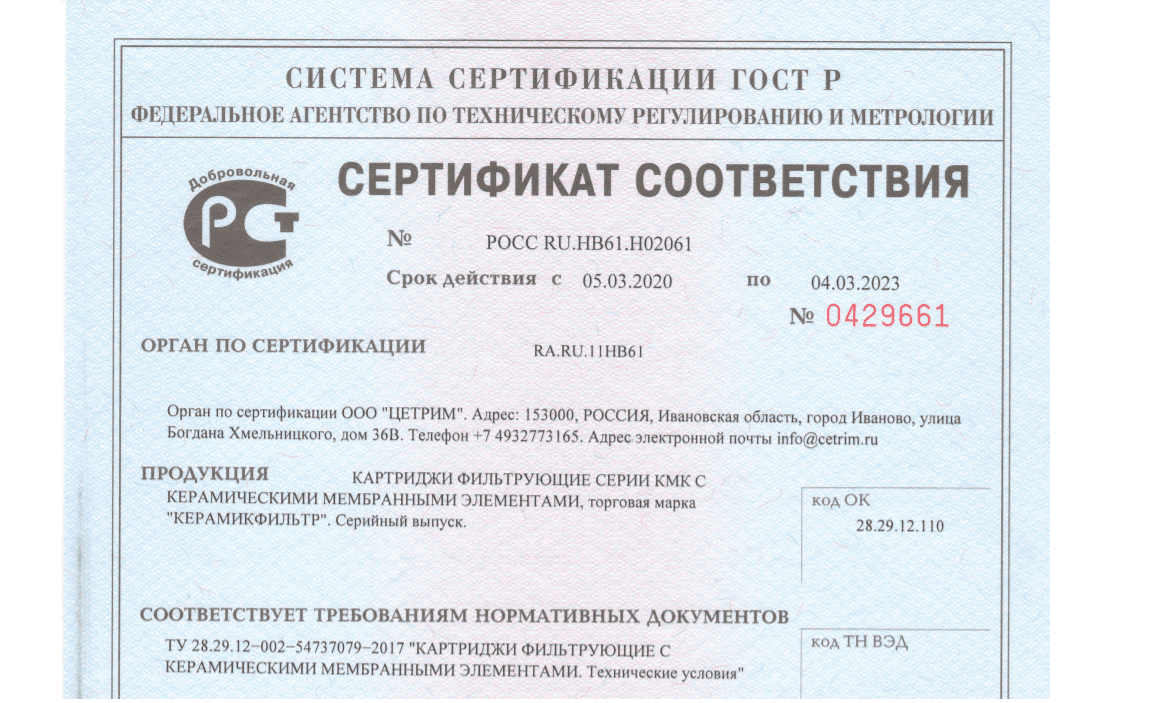 СИСТЕМА СЕРТИФИКАЦИИ ГОСТ Р
ФЕДЕРАЛЬНОЕ АГЕНТСТВО ПО ТЕХНИЧЕСКОМУ РЕГУЛИРОВАНИЮ И МЕТРОЛОГИИ
Добровольная
РСТ
сертификация
СЕРТИФИКАТ СООТВЕТСТВИЯ
№ РОСС RU.НВ61.Н02061
Срок действия с 05.03.2020 по 04.03.2023
№ 0429661
ОРГАН ПО СЕРТИФИКАЦИИ RA.RU.11НВ61
Орган по сертификации ООО "ЦЕТРИМ". Адрес: 153000, РОССИЯ, Ивановская область, город Иваново, улица
Богдана Хмельницкого, дом 36В. Телефон +7 4932773165. Адрес электронной почты info@cetrim.ru
ПРОДУКЦИЯ КАРТРИДЖИ ФИЛЬТРУЮЩИЕ СЕРИИ КМК С
КЕРАМИЧЕСКИМИ МЕМБРАННЫМИ ЭЛЕМЕНТАМИ, торговая марка
"КЕРАМИКФИЛЬТР". Серийный выпуск.
код ОК
28.29.12.110
СООТВЕТСТВУЕТ ТРЕБОВАНИЯМ НОРМАТИВНЫХ ДОКУМЕНТОВ
ТУ 28.29.12−002−54737079−2017 "КАРТРИДЖИ ФИЛЬТРУЮЩИЕ С
КЕРАМИЧЕСКИМИ МЕМБРАННЫМИ ЭЛЕМЕНТАМИ. Технические условия"
код ТН ВЭД